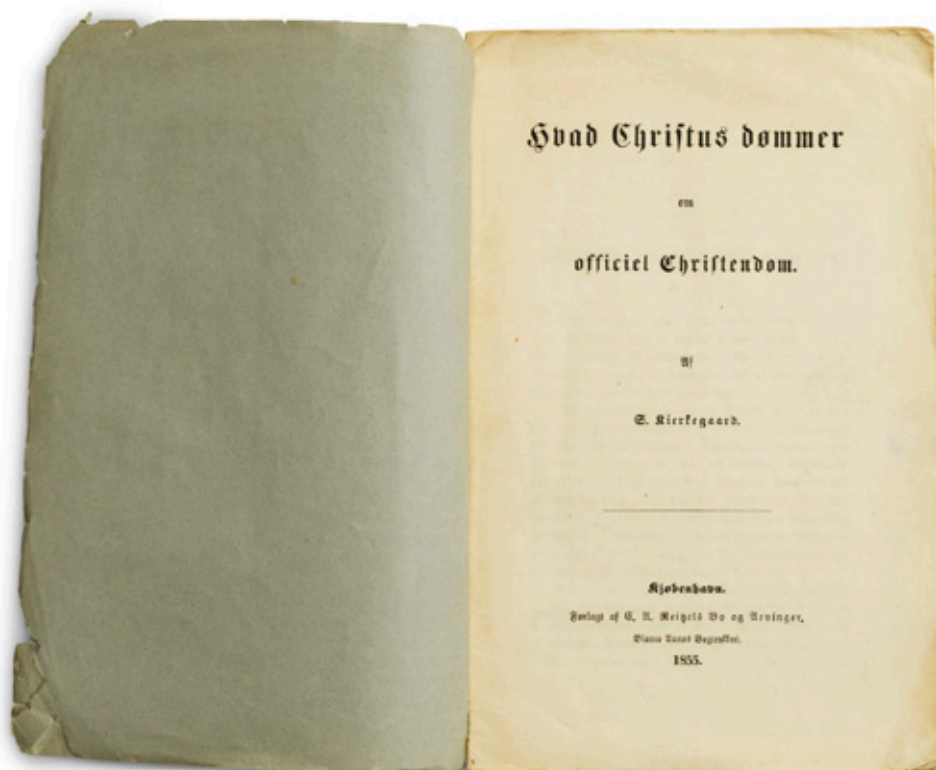 Hvad Christus dømmer
om
officiel Christendom.
Af
S. Kierkegaard.
Kjøbenhavn.
Forlagt af C. A. Reitzels Bo og Arvinger.
Bianco Lunos Bogtrykkeri.
1855.